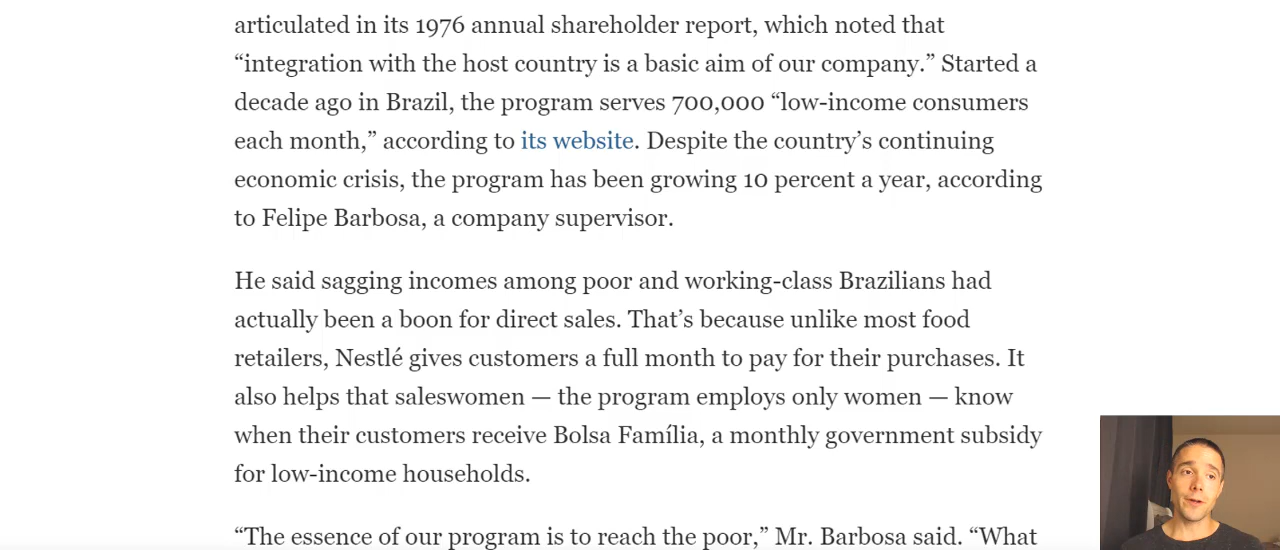 articulated in its 1976 annual shareholder report, which noted that
“integration with the host country is a basic aim of our company.” Started a
decade ago in Brazil, the program serves 700,000 “low-income consumers
each month,” according to its website. Despite the country’s continuing
economic crisis, the program has been growing 10 percent a year, according
to Felipe Barbosa, a company supervisor.
He said sagging incomes among poor and working-class Brazilians had
actually been a boon for direct sales. That’s because unlike most food
retailers, Nestlé gives customers a full month to pay for their purchases. It
also helps that saleswomen — the program employs only women — know
when their customers receive Bolsa Família, a monthly government subsidy
for low-income households.
“The essence of our program is to reach the poor,” Mr. Barbosa said. “What